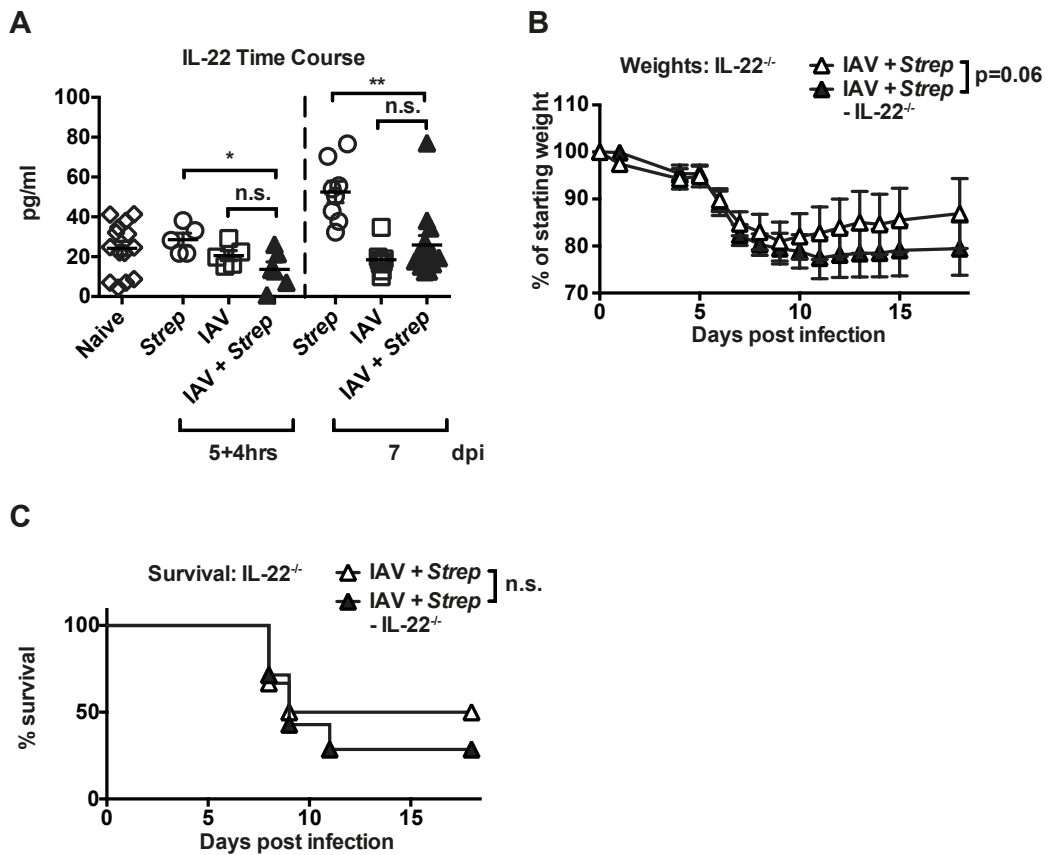 A
IL-22 Time Course
pg/ml
100
80
60
40
20
0
*
n.s.
**
n.s.
Naive
Strep
IAV
IAV + Strep
Strep
IAV
IAV + Strep
5+4hrs
7
dpi
B
Weights: IL-22-/-
IAV + Strep
IAV + Strep
- IL-22-/-
p=0.06
% of starting weight
110
100
90
80
70
0
5
10
15
Days post infection
C
Survival: IL-22-/-
IAV + Strep
IAV + Strep
- IL-22-/-
n.s.
% survival
100
50
0
0
5
10
15
Days post infection